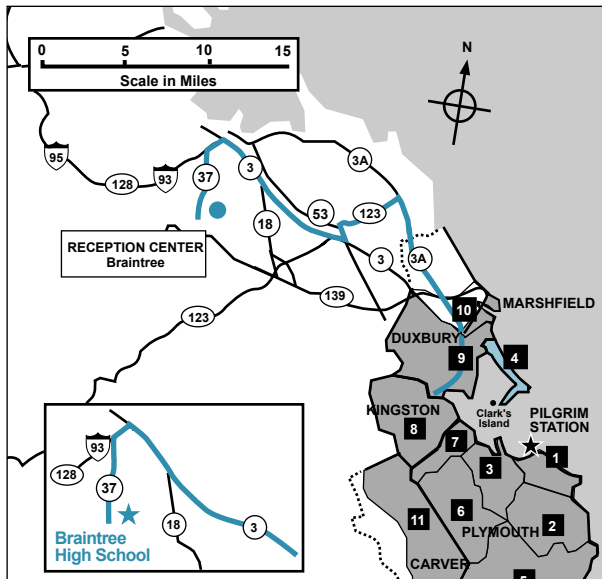 0 5 10 15
Scale in Miles
N
95
128
93
37
3
3A
18
53
123
3
3A
RECEPTION CENTER
Braintree
139
123
MARSHFIELD
10
DUXBURY
9
4
Clark's
Island
PILGRIM
STATION
KINGSTON
8
7
3
1
11
6
PLYMOUTH
2
CARVER
5
93
128
37
18
3
Braintree
High School